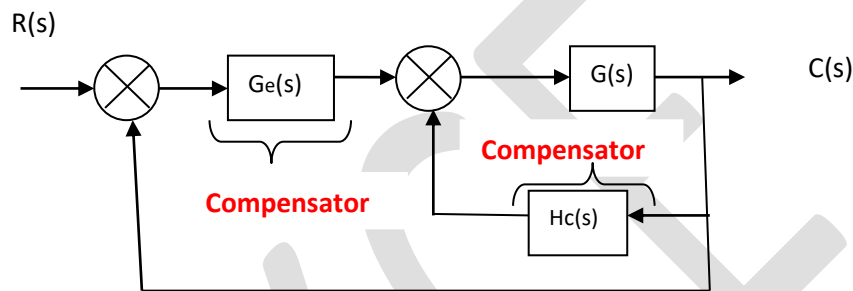 R(s)
Ge(s)
G(s)
C(s)
Compensator
Compensator
Hc(s)